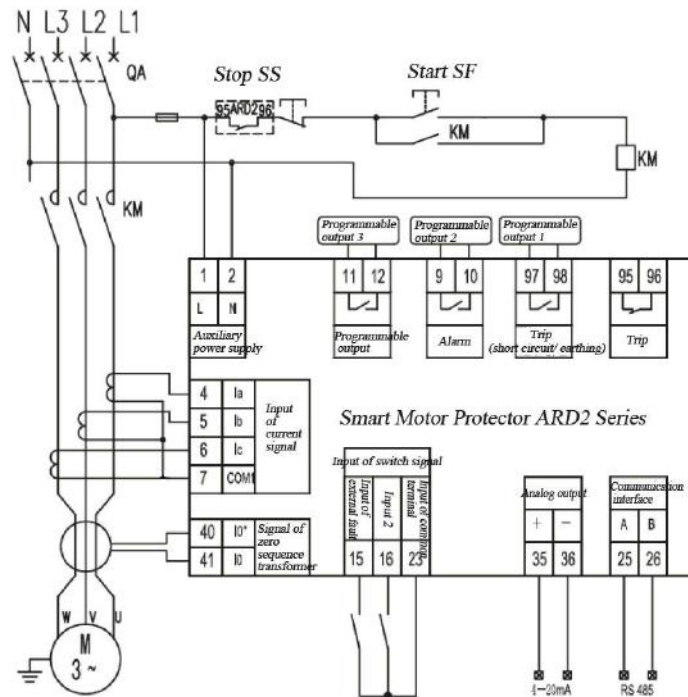 N L3 L2 L1
QA
Stop SS
Start SF
95 ARD2 96
KM
KM
KM
Programmable
output 3
Programmable
output 2
Programmable
output 1
1 2
11 12
9 10
97 98
95 96
L N
Auxiliary
power supply
Programmable
output
Alarm
Trip
(short circuit/ earthing)
Trip
4 Ia
5 Ib
6 Ic
7 COM1
Input
of
current
signal
Smart Motor Protector ARD2 Series
Input of switch signal
Input of
external fault
Input 2
Input of common
terminal
15 16 23
Analog output
+ −
35 36
Communication
interface
A B
25 26
40 I0*
41 I0
Signal of
zero
sequence
transformer
W V U
M
3 ~
4—20mA
RS 485